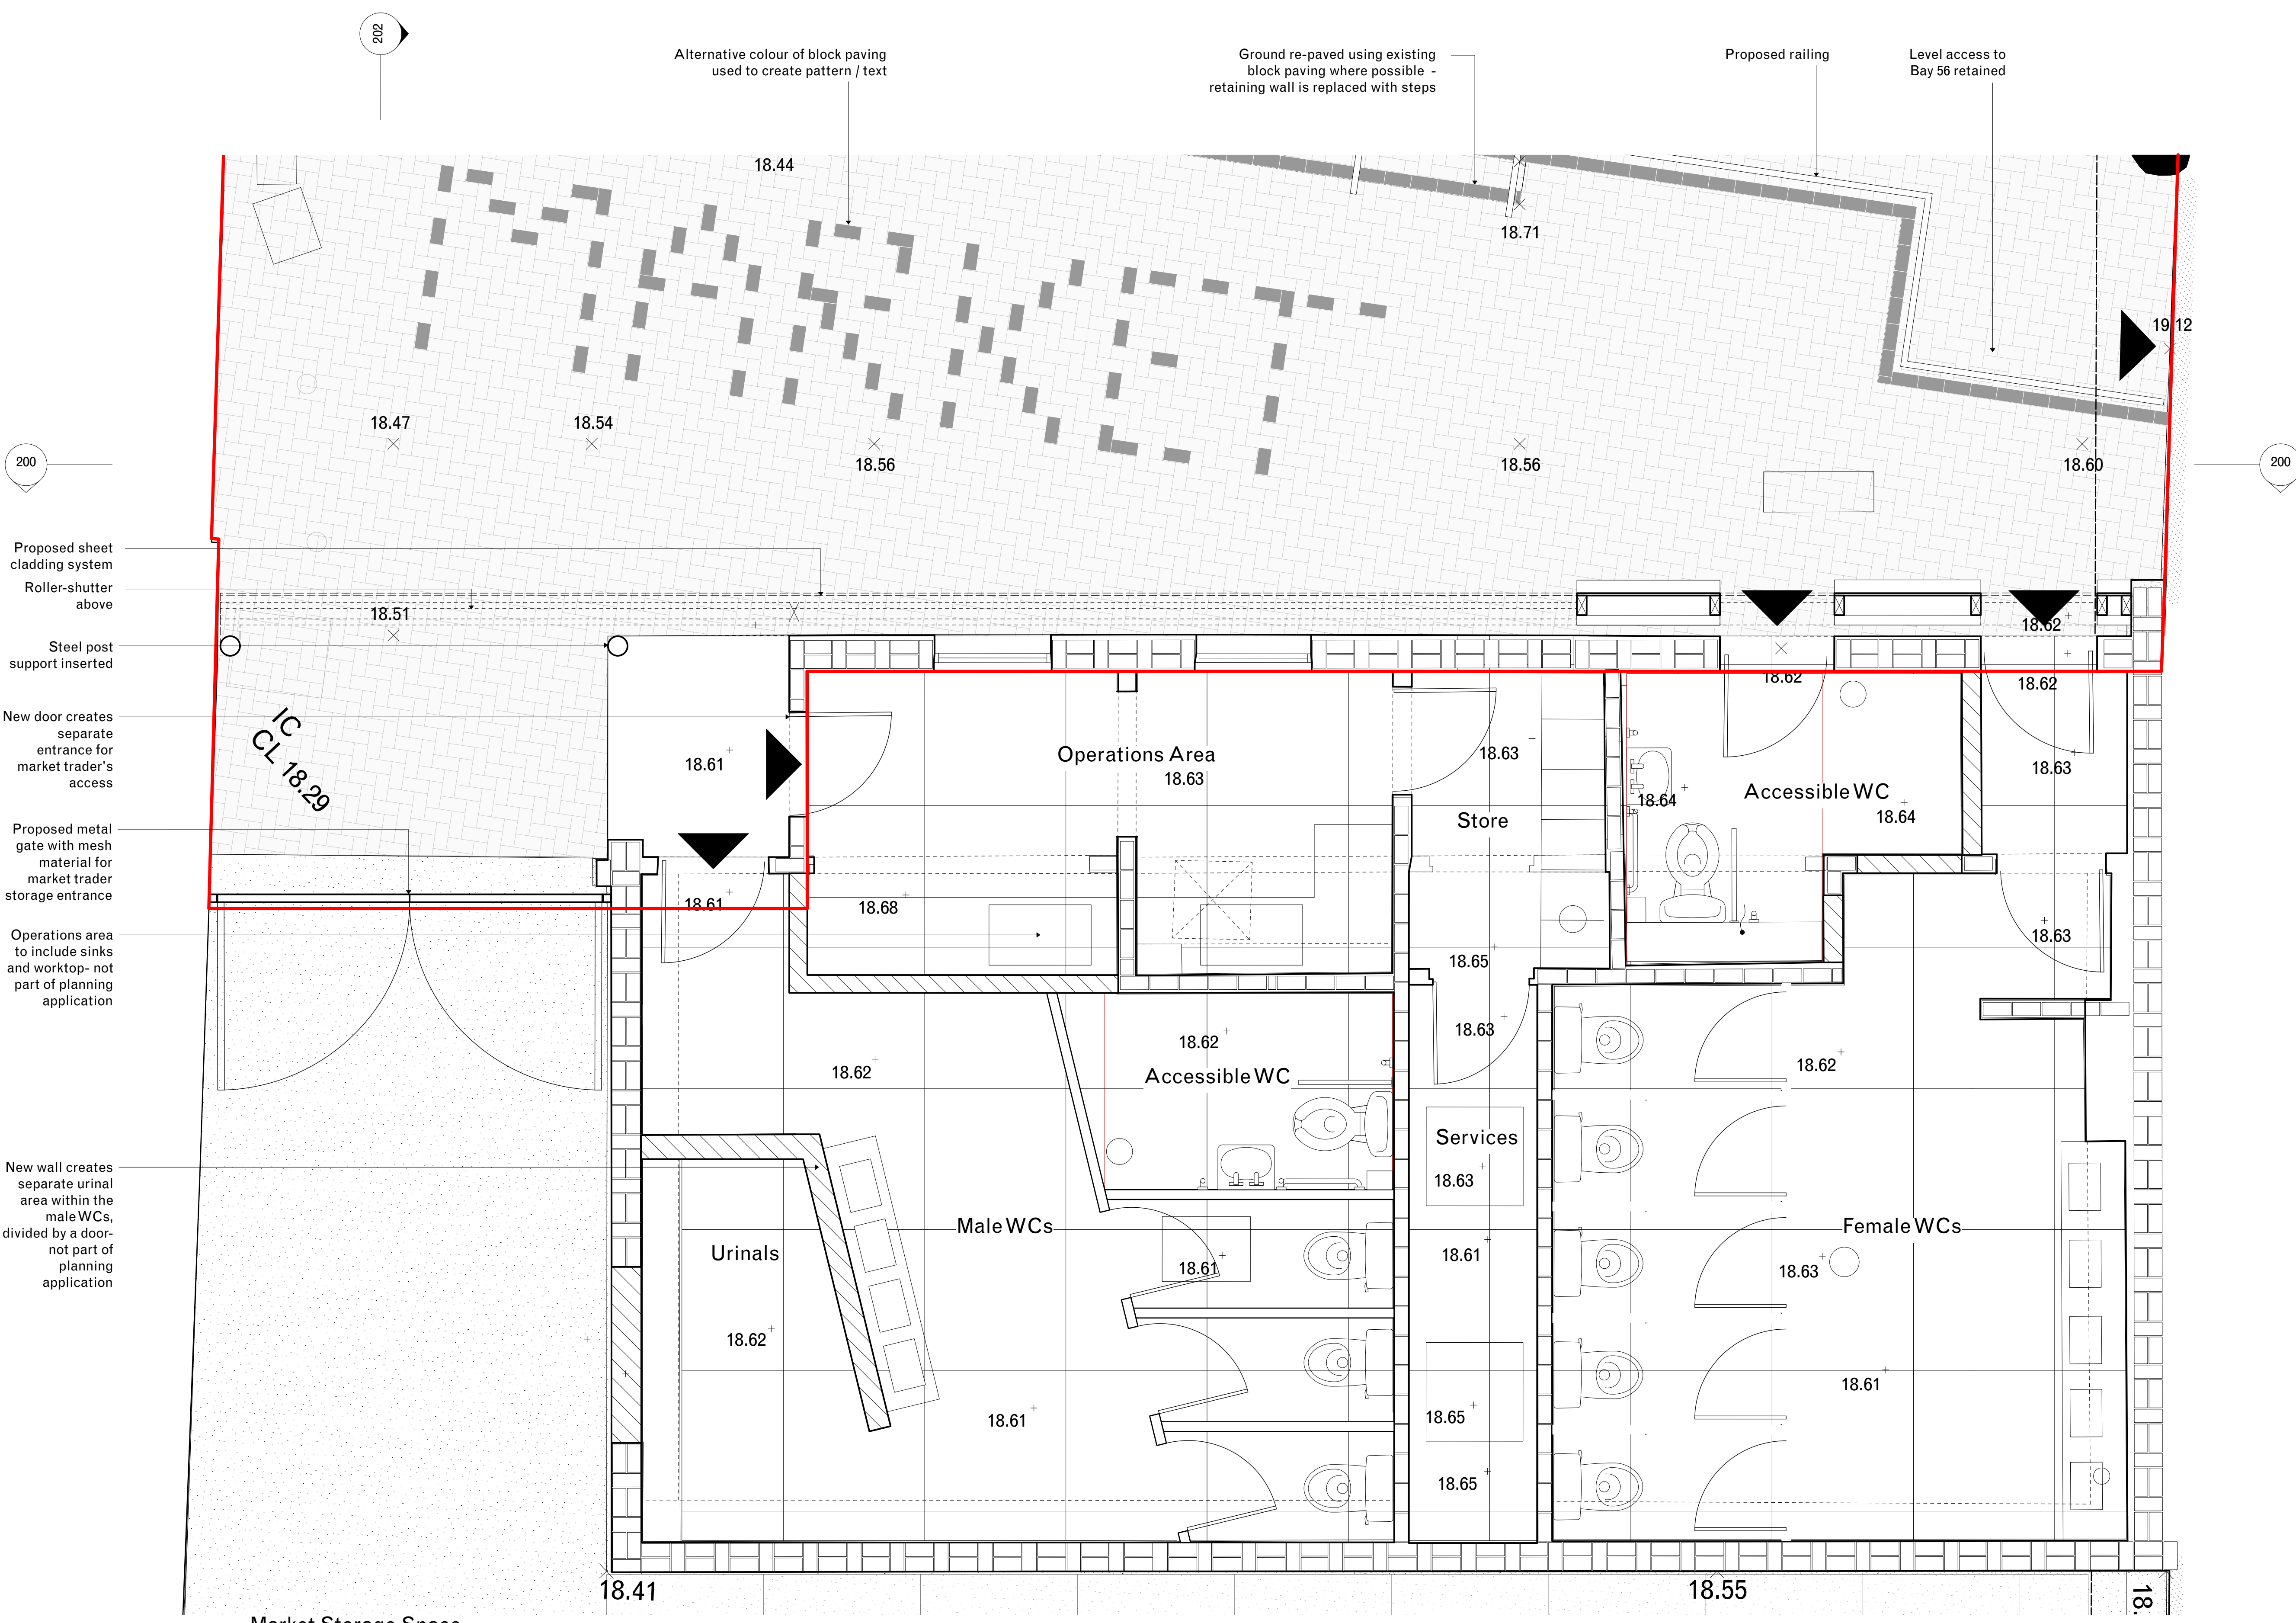 202
Alternative colour of block paving
used to create pattern / text
Ground re-paved using existing
block paving where possible -
retaining wall is replaced with steps
Proposed railing
Level access to
Bay 56 retained
18.44
18.71
19.12
18.47
18.54
18.56
18.56
18.60
200
200
Proposed sheet
cladding system
Roller-shutter
above
18.51
18.62
Steel post
support inserted
18.62
18.62
New door creates
separate
entrance for
market trader's
access
IC
CL 18.29
18.61
Operations Area
18.63
18.63
Store
18.64
Accessible WC
18.64
18.63
Proposed metal
gate with mesh
material for
market trader
storage entrance
18.61
18.68
Operations area
to include sinks
and worktop- not
part of planning
application
18.65
18.63
18.63
18.62
18.62
Accessible WC
18.62
New wall creates
separate urinal
area within the
male WCs,
divided by a door-
not part of
planning
application
Services
18.63
Male WCs
Urinals
18.61
18.61
Female WCs
18.63
18.62
18.61
18.65
18.61
18.65
18.41
18.55
18.
Market Storage Space